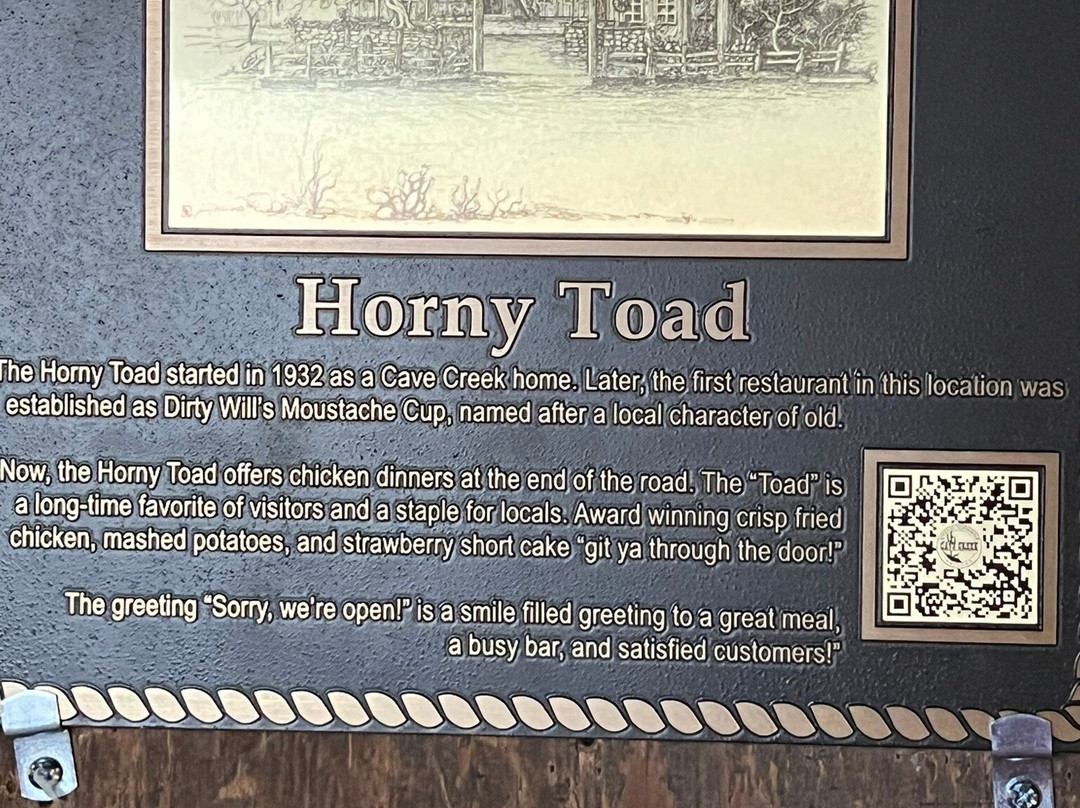 Horny Toad
The Horny Toad started in 1932 as a Cave Creek home. Later, the first restaurant in this location was
established as Dirty Will's Moustache Cup, named after a local character of old.
Now, the Horny Toad offers chicken dinners at the end of the road. The “Toad” is
a long-time favorite of visitors and a staple for locals. Award winning crisp fried
chicken, mashed potatoes, and strawberry short cake “git ya through the door!”
The greeting “Sorry, we're open!” is a smile filled greeting to a great meal,
a busy bar, and satisfied customers!”